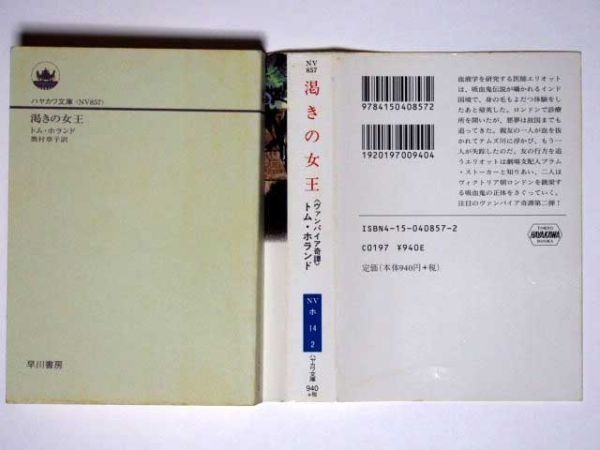 ハヤカワ文庫〈NV857〉
渇きの女王
トム・ホランド
奥村章子訳
早川書房
NV
857
渇きの女王
〈ヴァンパイア奇譚〉
トム・ホランド
NV
ホ
14
2
ハヤカワ文庫
940
+税
9784150408572
1920197009404
ISBN4-15-040857-2
C0197 ¥940E
定価(本体940円+税)
血液学を研究する医師エリオット
は、吸血鬼伝説が囁かれるインド
国境で、身の毛もよだつ体験をし
たあと帰英した。ロンドンで診療
所を開いたが、悪夢は故国までも
追ってきた。親友の一人が血を抜
かれてテムズ川に浮かび、もう一
人が失踪したのだ。友の行方を追
うエリオットは劇場支配人ブラム
・ストーカーと知りあい、二人は
ヴィクトリア朝ロンドンを跳梁す
る吸血鬼の正体をさぐっていく。
注目のヴァンパイア奇譚第二弾!
TOKYO
HAYAKAWA
BOOKS